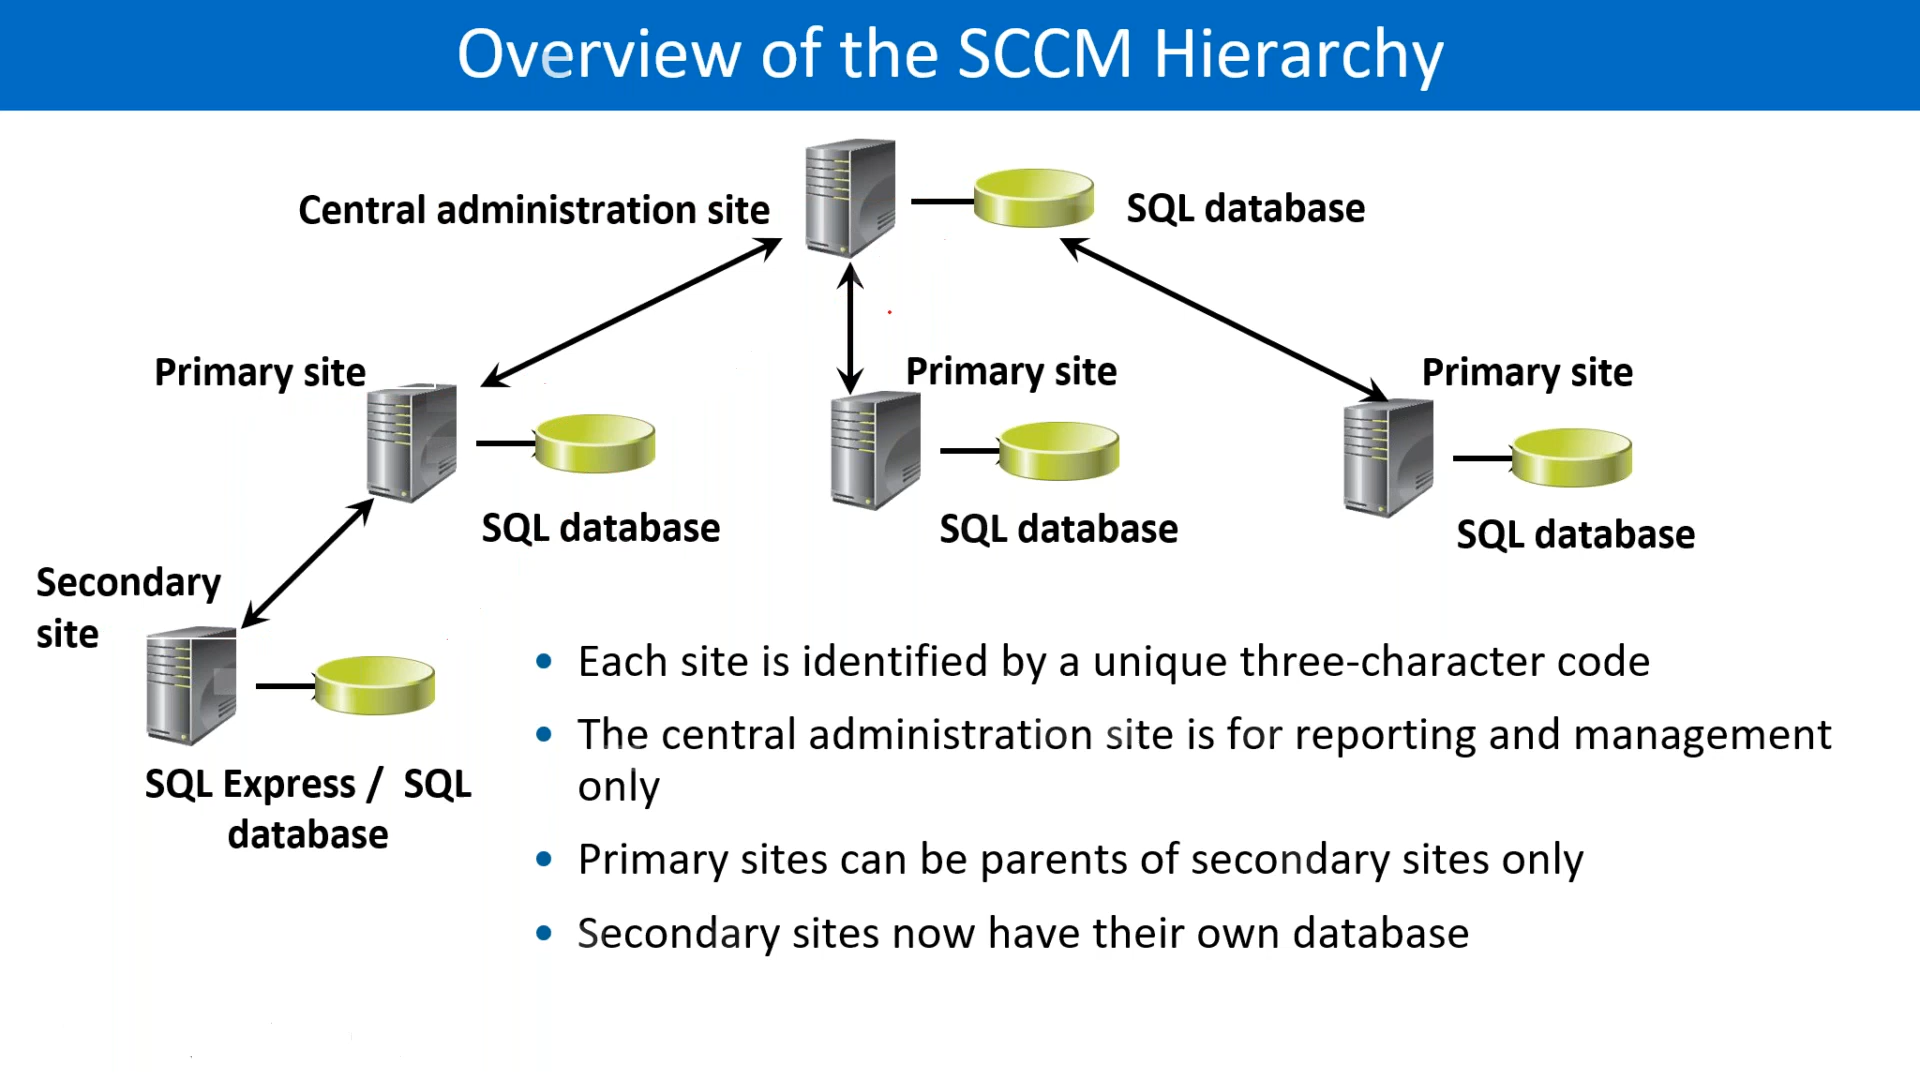 Overview of the SCCM Hierarchy
Central administration site
SQL database
Primary site
Primary site
Primary site
SQL database
SQL database
SQL database
Secondary
site
SQL Express /  SQL
database
• Each site is identified by a unique three-character code
• The central administration site is for reporting and management
only
• Primary sites can be parents of secondary sites only
• Secondary sites now have their own database